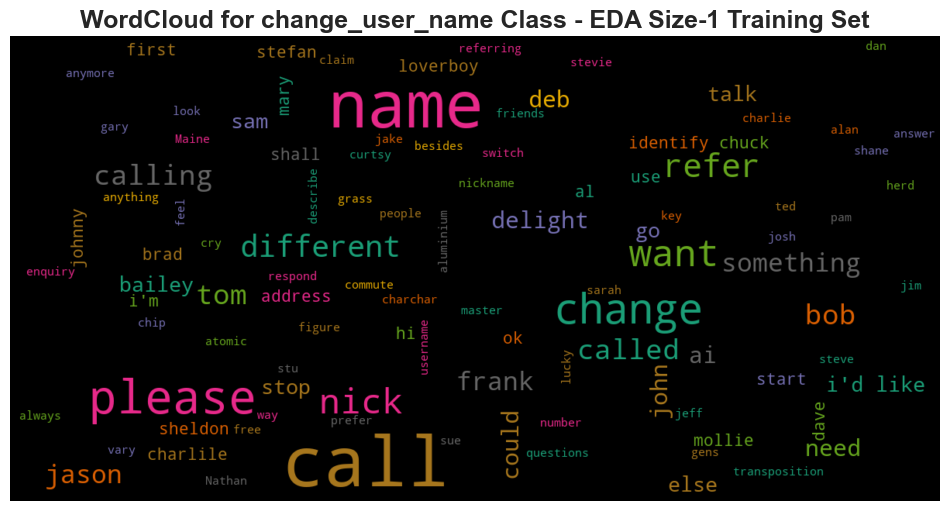 WordCloud for change_user_name Class - EDA Size-1 Training Set
dan
first
stefan
referring
claim
stevie
loverboy
anymore
mary
deb
talk
name
look
friends
charlie
sam
gary
alan
answer
Maine
jake
besides
identify
chuck
shall
curtsy
switch
shane
refer
calling
use
nickname
al
herd
anything
describe
grass
key
ted
feel
people
delight
pam
johnny
go
josh
cry
different
aluminium
want
brad
something
enquiry
respond
bailey
commute
jim
tom
address
charchar
sarah
i'm
master
change
bob
chip
figure
hi
username
ok
atomic
called
ai
steve
stu
lucky
frank
start
i'd like
please
stop
nick
john
always
way
jeff
dave
prefer
number
sheldon
free
could
mollie
need
vary
charlile
sue
questions
gens
call
jason
transposition
Nathan
else